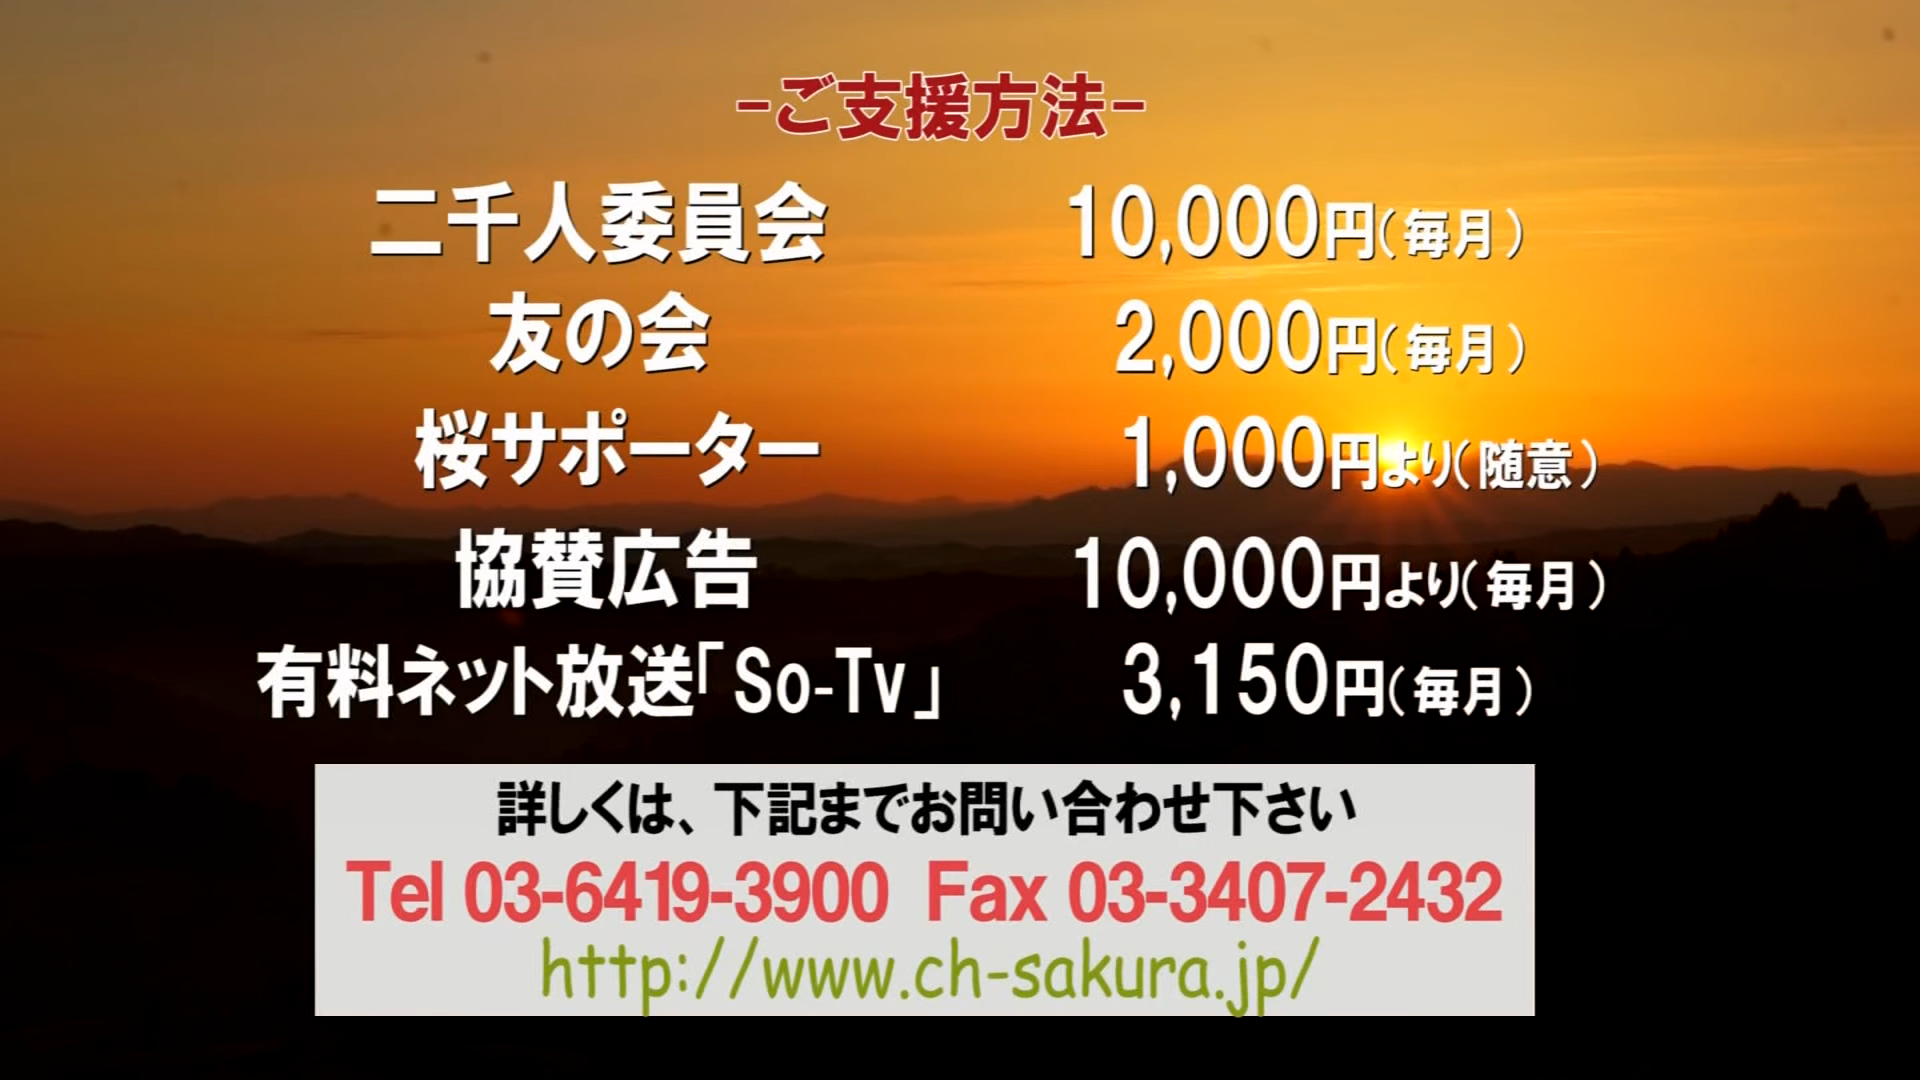 -ご支援方法-
二千人委員会 10,000円(毎月)
友の会 2,000円(毎月)
桜サポーター 1,000円より(随意)
協賛広告 10,000円より(毎月)
有料ネット放送「So-Tv」 3,150円(毎月)
詳しくは、下記までお問い合わせ下さい
Tel 03-6419-3900 Fax 03-3407-2432
http://www.ch-sakura.jp/